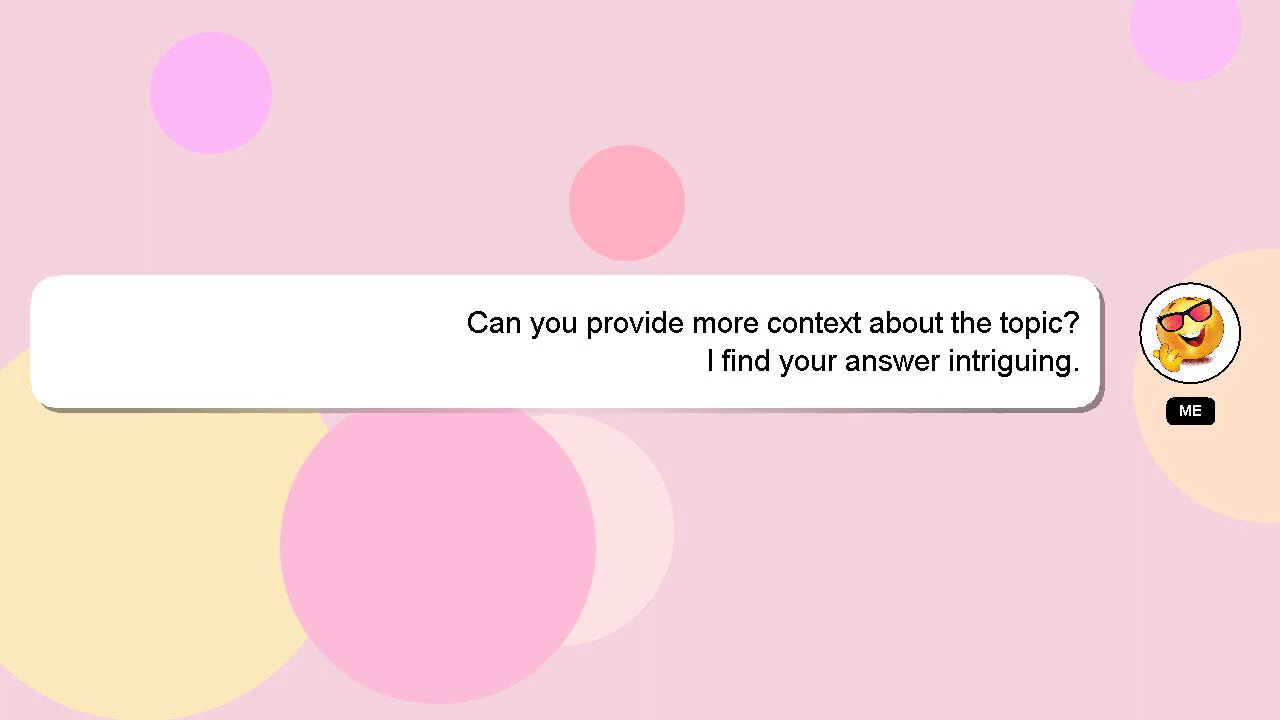 Can you provide more context about the topic?
I find your answer intriguing.
ME